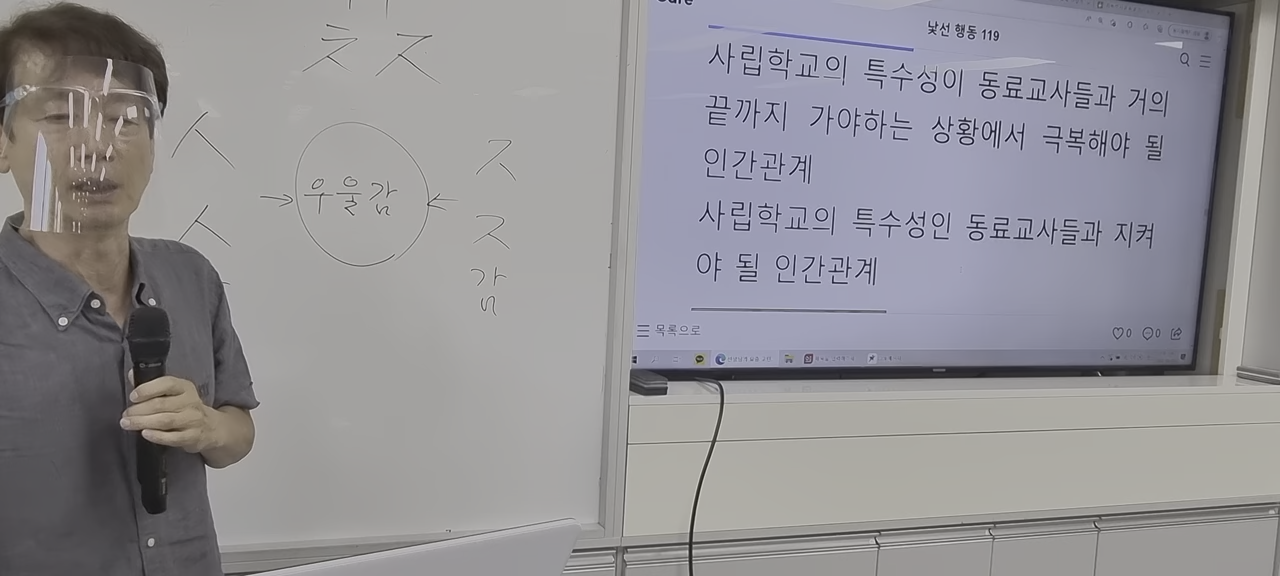 ㅊ ㅈ
ㅅ
ㅅ
우울감
ㅈ
ㅈ
감
낯선 행동 119
사립학교의 특수성이 동료교사들과 거의
끝까지 가야하는 상황에서 극복해야 될
인간관계
사립학교의 특수성인 동료교사들과 지켜
야 될 인간관계
목록으로
0 0